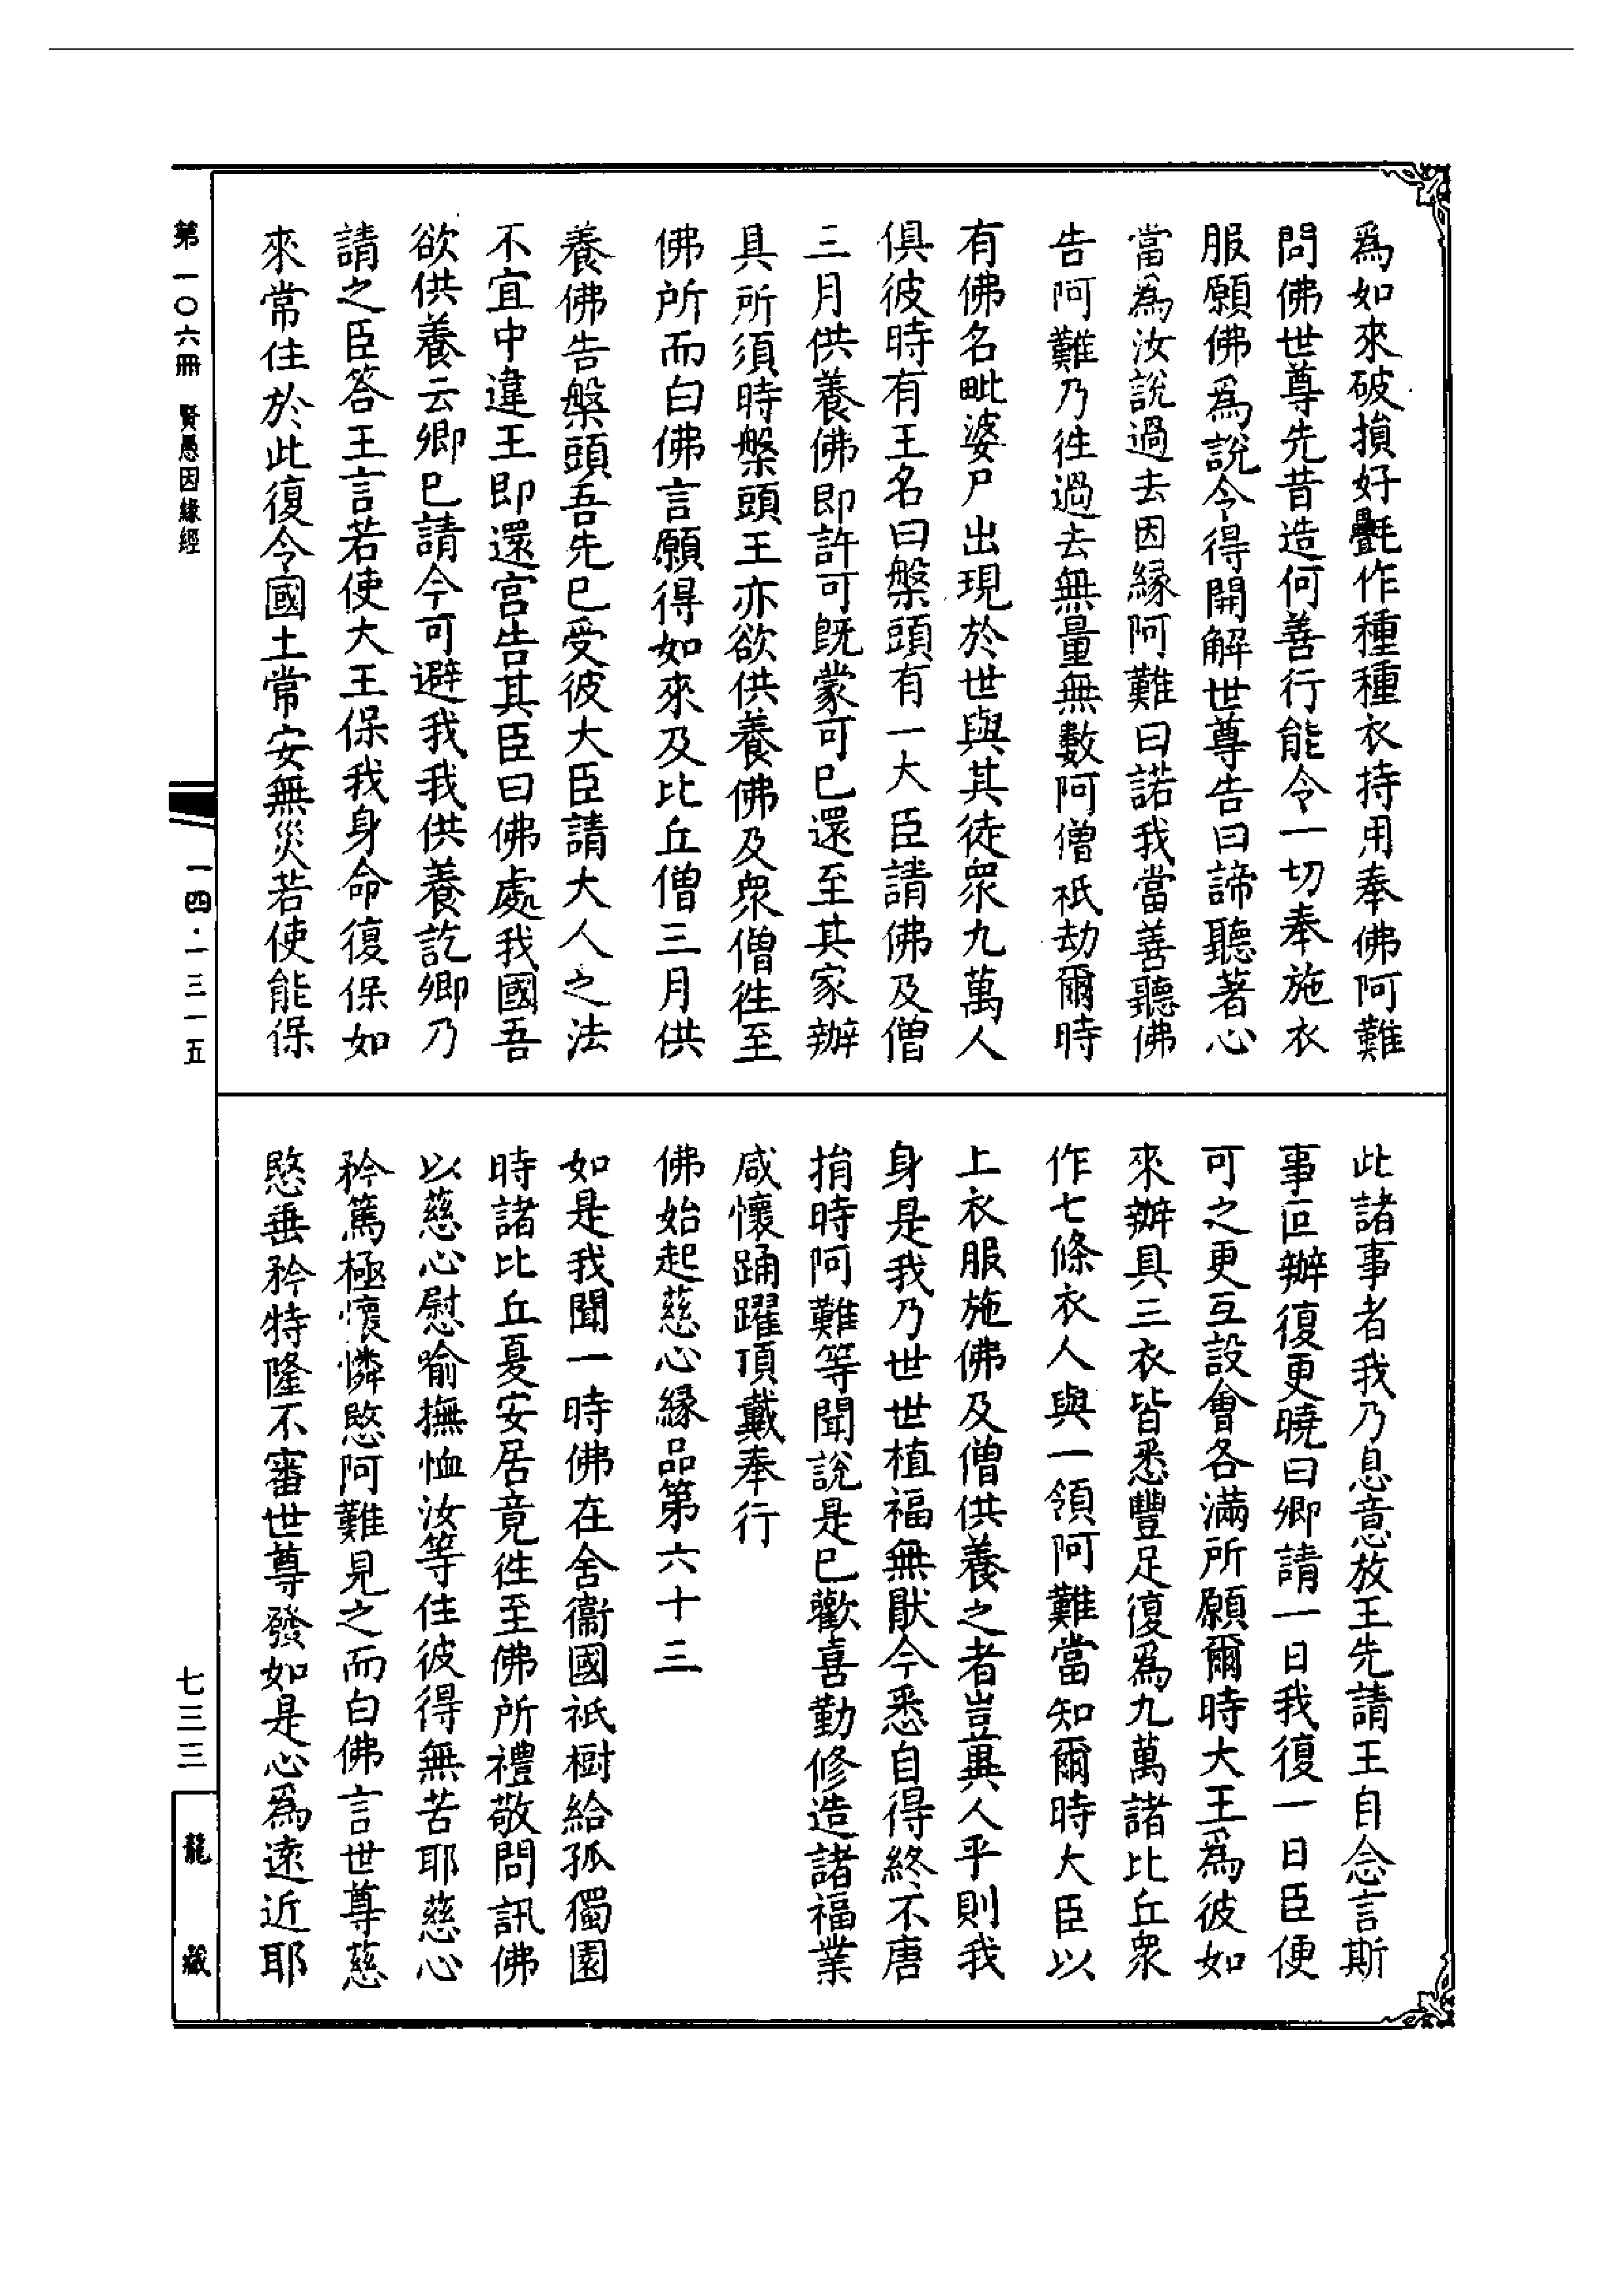 爲如來破損好㲲作種種衣持用奉佛阿難
問佛世尊先昔造何善行能令一切奉施衣
服願佛爲說令得開解世尊告曰諦聽著心
當爲汝說過去因緣阿難曰諾我當善聽佛
告阿難乃徃過去無量無數阿僧祇劫爾時
有佛名毗婆尸出現於世與其徒衆九萬人
俱彼時有王名曰槃頭有一大臣請佛及僧
三月供養佛即許可旣蒙可已還至其家辦
具所須時槃頭王亦欲供養佛及衆僧徃至
佛所而白佛言願得如來及比丘僧三月供
養佛告槃頭吾先已受彼大臣請大人之法
不宜中違王即還宮告其臣曰佛處我國吾
欲供養云卿已請今可避我我供養訖卿乃
請之臣答王言若使大王保我身命復保如
來常住於此復令國土常安無災若使能保
此諸事者我乃息意放王先請王自念言斯
事叵辦復更曉曰卿請一日我復一日臣便
可之更互設會各滿所願爾時大王爲彼如
來辦具三衣皆悉豐足復爲九萬諸比丘衆
作七條衣人與一領阿難當知爾時大臣以
上衣服施佛及僧供養之者豈異人乎則我
身是我乃世世植福無猒今悉自得終不唐
捐時阿難等聞說是已歡喜勤修造諸福業
咸懷踊躍頂戴奉行
佛始起慈心緣品第六十三
如是我聞一時佛在舍衞國祇樹給孤獨園
時諸比丘夏安居竟徃至佛所禮敬問訊佛
以慈心慰喻撫恤汝等住彼得無苦耶慈心
矜篤極懷憐愍阿難見之而白佛言世尊慈
愍垂矜特隆不審世尊發如是心爲遠近耶
第一〇六冊 賢愚因緣經
一四·一三一五
七三三
龍藏